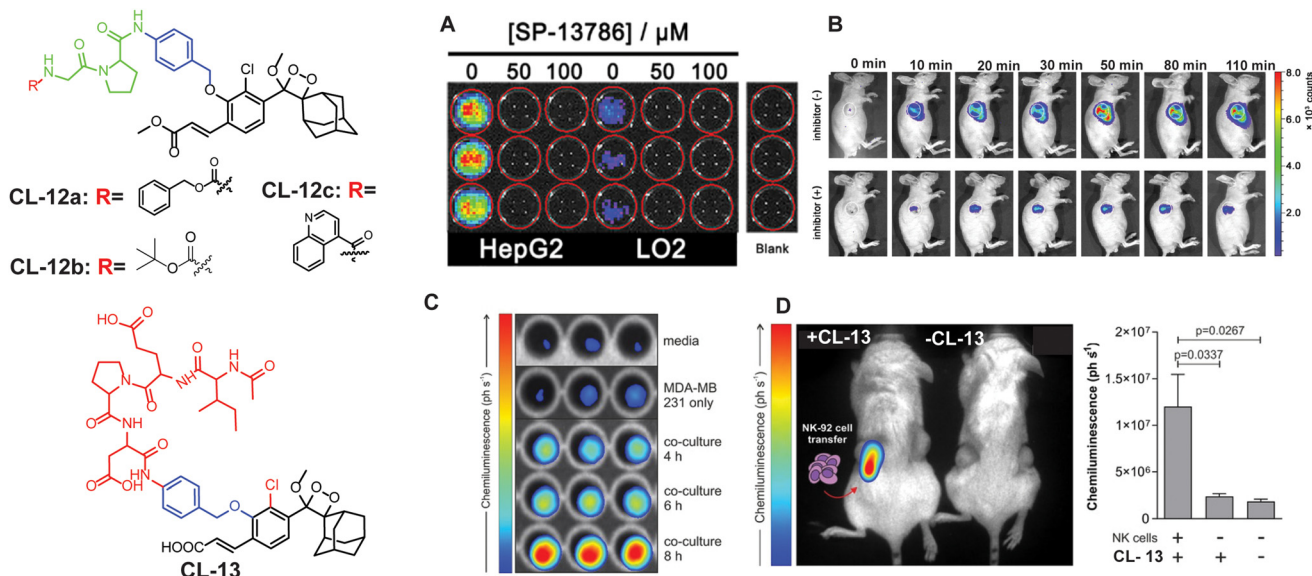 O
NH
O
H
N
N
R
Cl
O
O
O
O
O
O
CL-12a: R=
O
O
CL-12c: R=
N
O
CL-12b: R=
O
O
O
HO
O
H
N
N
NH
O
O
O
O
NH
O
OH
NH
O
Cl
O
O
O
O
HOOC
CL-13
A
[SP-13786] / µM
0 50 100 0 50 100
HepG2 LO2
Blank
B
0 min 10 min 20 min 30 min 50 min 80 min 110 min
inhibitor (-)
inhibitor (+)
8.0
6.0
4.0
2.0
× 10³ counts
C
Chemiluminescence (ph s⁻¹)
media
MDA-MB
231 only
co-culture
4 h
co-culture
6 h
co-culture
8 h
D
Chemiluminescence (ph s⁻¹)
+CL-13 -CL-13
NK-92 cell
transfer
Chemiluminescence (ph s⁻¹)
2×10⁷
1.5×10⁷
1×10⁷
5×10⁶
0
p=0.0267
p=0.0337
NK cells + - -
CL- 13 + + -